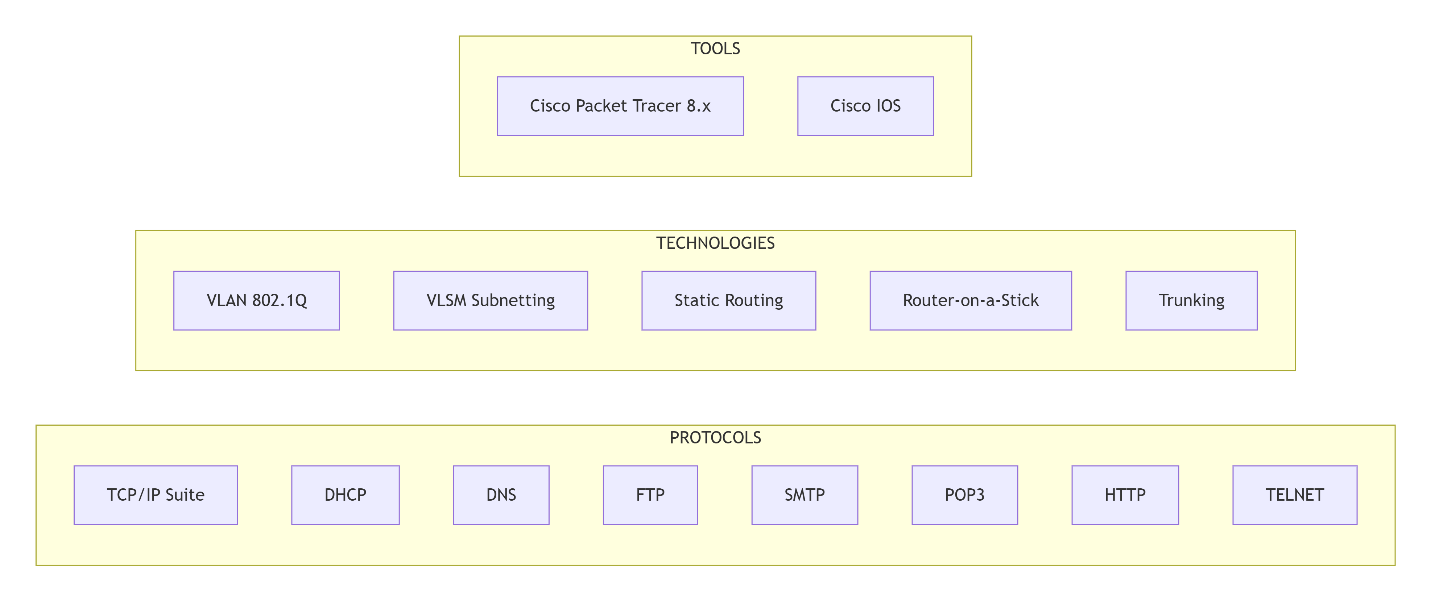 TOOLS
Cisco Packet Tracer 8.x
Cisco IOS
TECHNOLOGIES
VLAN 802.1Q
VLSM Subnetting
Static Routing
Router-on-a-Stick
Trunking
PROTOCOLS
TCP/IP Suite
DHCP
DNS
FTP
SMTP
POP3
HTTP
TELNET